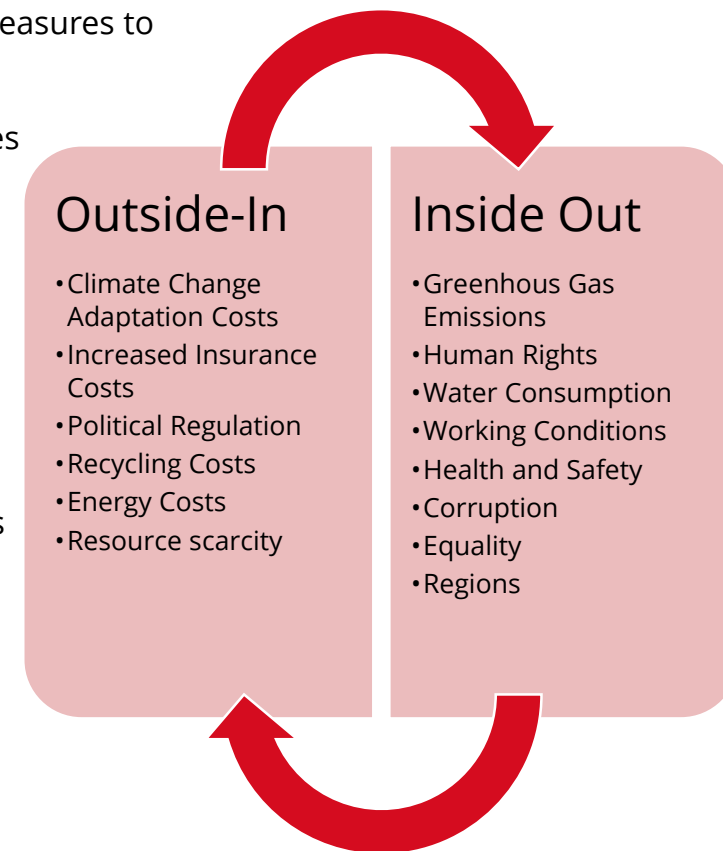 easures to
es
s
Outside-In
•Climate Change
Adaptation Costs
•Increased Insurance
Costs
•Political Regulation
•Recycling Costs
•Energy Costs
•Resource scarcity
Inside Out
•Greenhous Gas
Emissions
•Human Rights
•Water Consumption
•Working Conditions
•Health and Safety
•Corruption
•Equality
•Regions